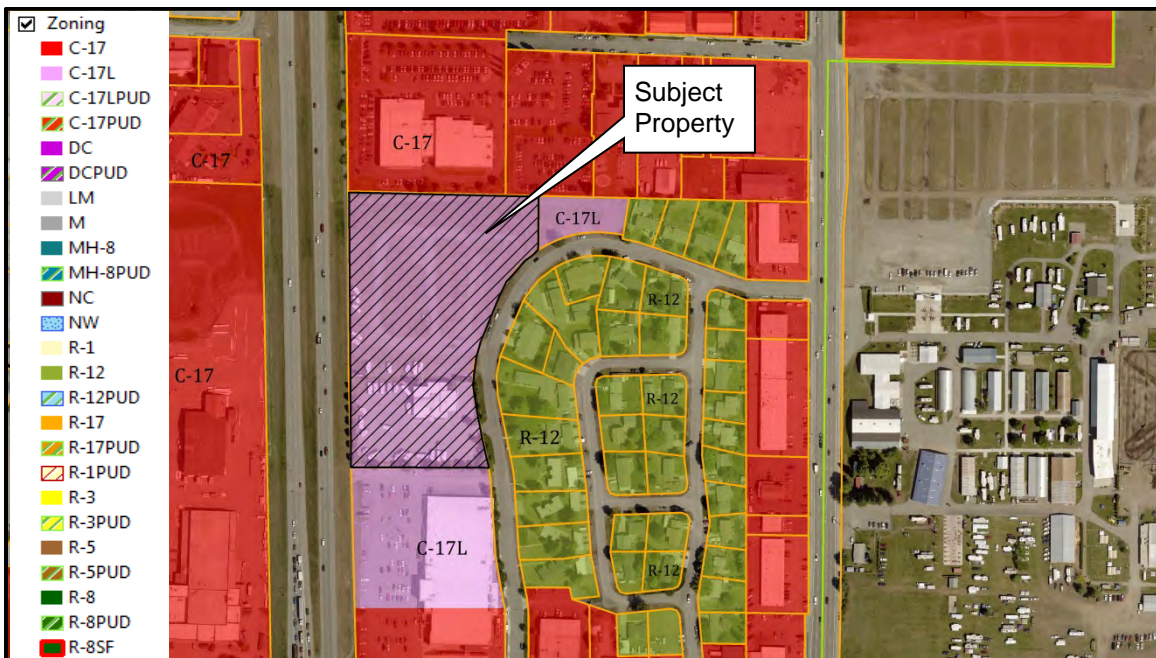 Zoning
C-17
C-17L
C-17LPUD
C-17PUD
DC
DCPUD
LM
M
MH-8
MH-8PUD
NC
NW
R-1
R-12
R-12PUD
R-17
R-17PUD
R-1PUD
R-3
R-3PUD
R-5
R-5PUD
R-8
R-8PUD
R-8SF
Subject
Property
C-17
C-17
C-17L
R-12
C-17
R-12
R-12
C-17L
R-12